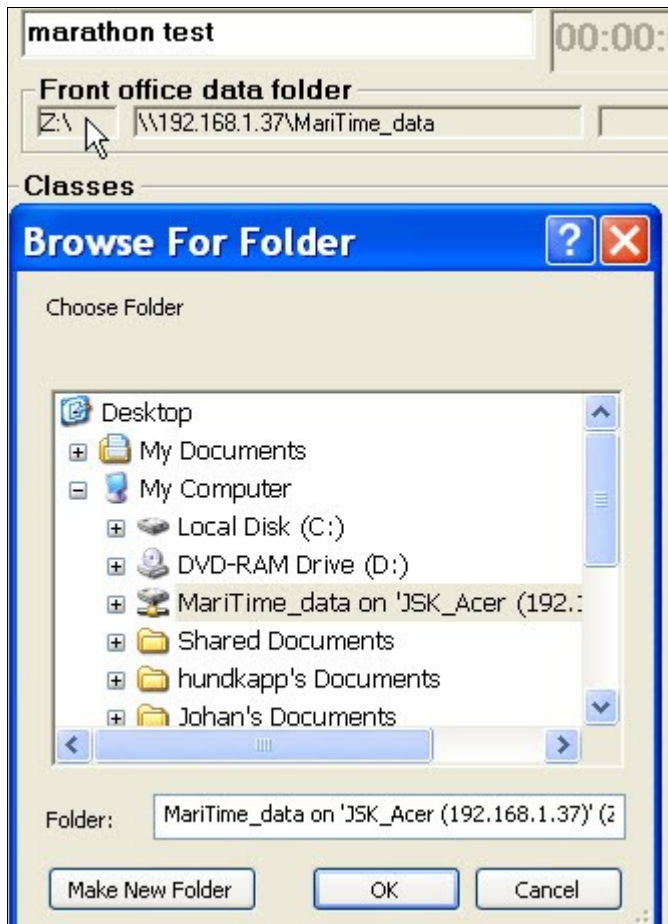 marathon test
00:00:
Front office data folder
Z:\ \\192.168.1.37\MariTime_data
Classes
Browse For Folder
Choose Folder
Desktop
My Documents
My Computer
Local Disk (C:)
DVD-RAM Drive (D:)
MariTime_data on 'JSK_Acer (192.1
Shared Documents
hundkapp's Documents
Johan's Documents
Folder: MariTime_data on 'JSK_Acer (192.168.1.37)' (Z
Make New Folder OK Cancel